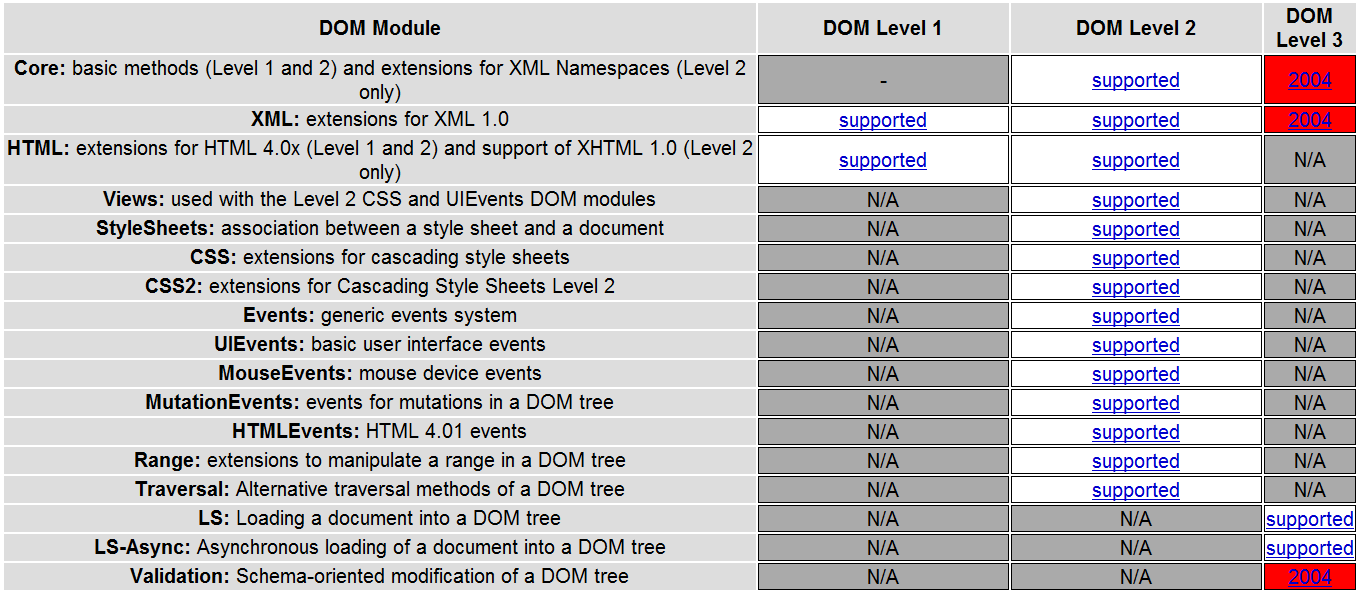 DOM Module DOM Level 1 DOM Level 2 DOM
Level 3
Core: basic methods (Level 1 and 2) and extensions for XML Namespaces (Level 2
only) - supported 2004
XML: extensions for XML 1.0 supported supported 2004
HTML: extensions for HTML 4.0x (Level 1 and 2) and support of XHTML 1.0 (Level 2
only) supported supported N/A
Views: used with the Level 2 CSS and UIEvents DOM modules N/A supported N/A
StyleSheets: association between a style sheet and a document N/A supported N/A
CSS: extensions for cascading style sheets N/A supported N/A
CSS2: extensions for Cascading Style Sheets Level 2 N/A supported N/A
Events: generic events system N/A supported N/A
UIEvents: basic user interface events N/A supported N/A
MouseEvents: mouse device events N/A supported N/A
MutationEvents: events for mutations in a DOM tree N/A supported N/A
HTMLEvents: HTML 4.01 events N/A supported N/A
Range: extensions to manipulate a range in a DOM tree N/A supported N/A
Traversal: Alternative traversal methods of a DOM tree N/A supported N/A
LS: Loading a document into a DOM tree N/A N/A supported
LS-Async: Asynchronous loading of a document into a DOM tree N/A N/A supported
Validation: Schema-oriented modification of a DOM tree N/A N/A 2004